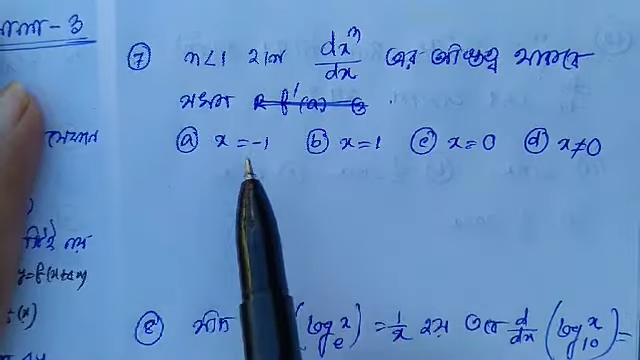 ৭ n<1 হলে dxⁿ/dx এর অস্তিত্ব থাকবে
যখন
ⓐ x = -1 ⓑ x = 1 ⓒ x = 0 ⓓ x ≠ 0
y = f(x+Δx)
(x)
৮ যদি (logₑx) = 1/x হয় তবে d/dx (log₁₀x) =